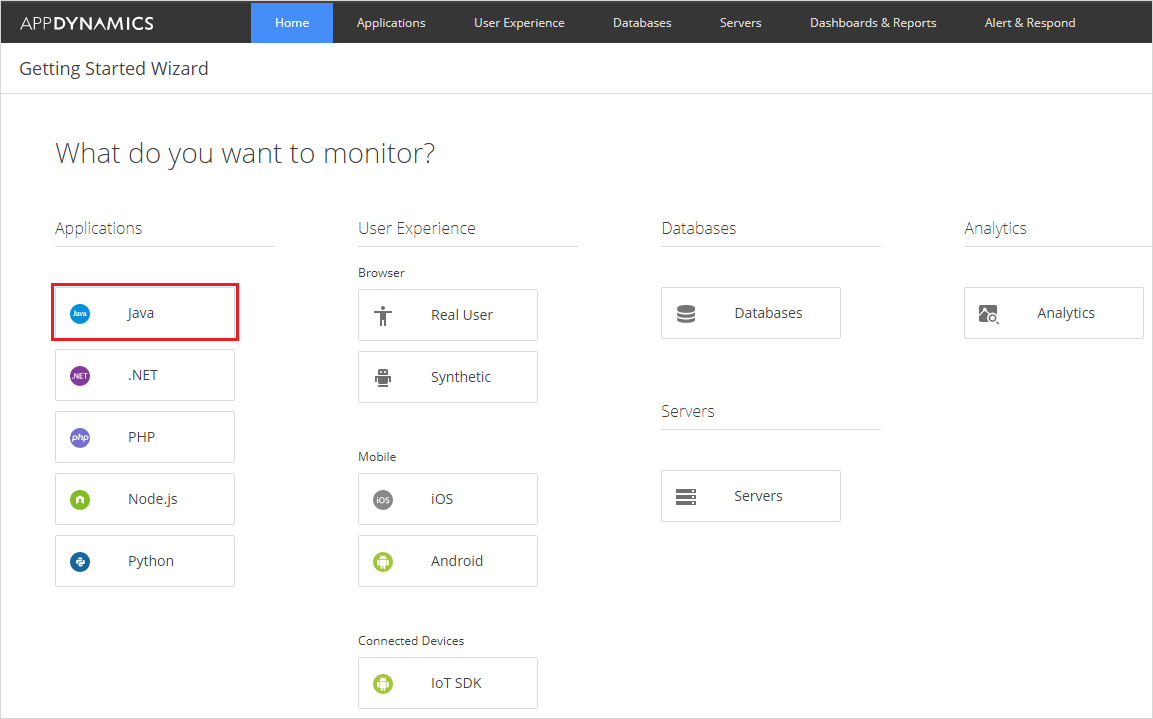 APPDYNAMICS Home Applications User Experience Databases Servers Dashboards & Reports Alert & Respond
Getting Started Wizard
What do you want to monitor?
Applications
Java Java
.NET .NET
php PHP
Node.js
Python
User Experience
Browser
Real User
Synthetic
Mobile
iOS iOS
Android
Connected Devices
IoT SDK
Databases
Databases
Servers
Servers
Analytics
Analytics